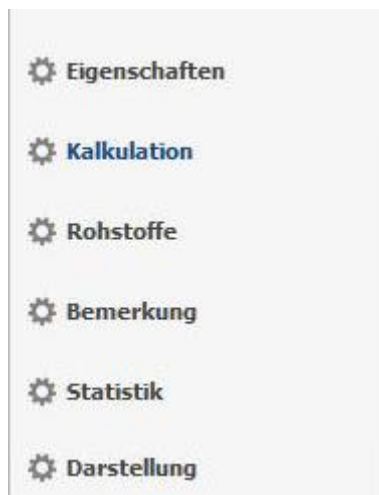 Eigenschaften
Kalkulation
Rohstoffe
Bemerkung
Statistik
Darstellung